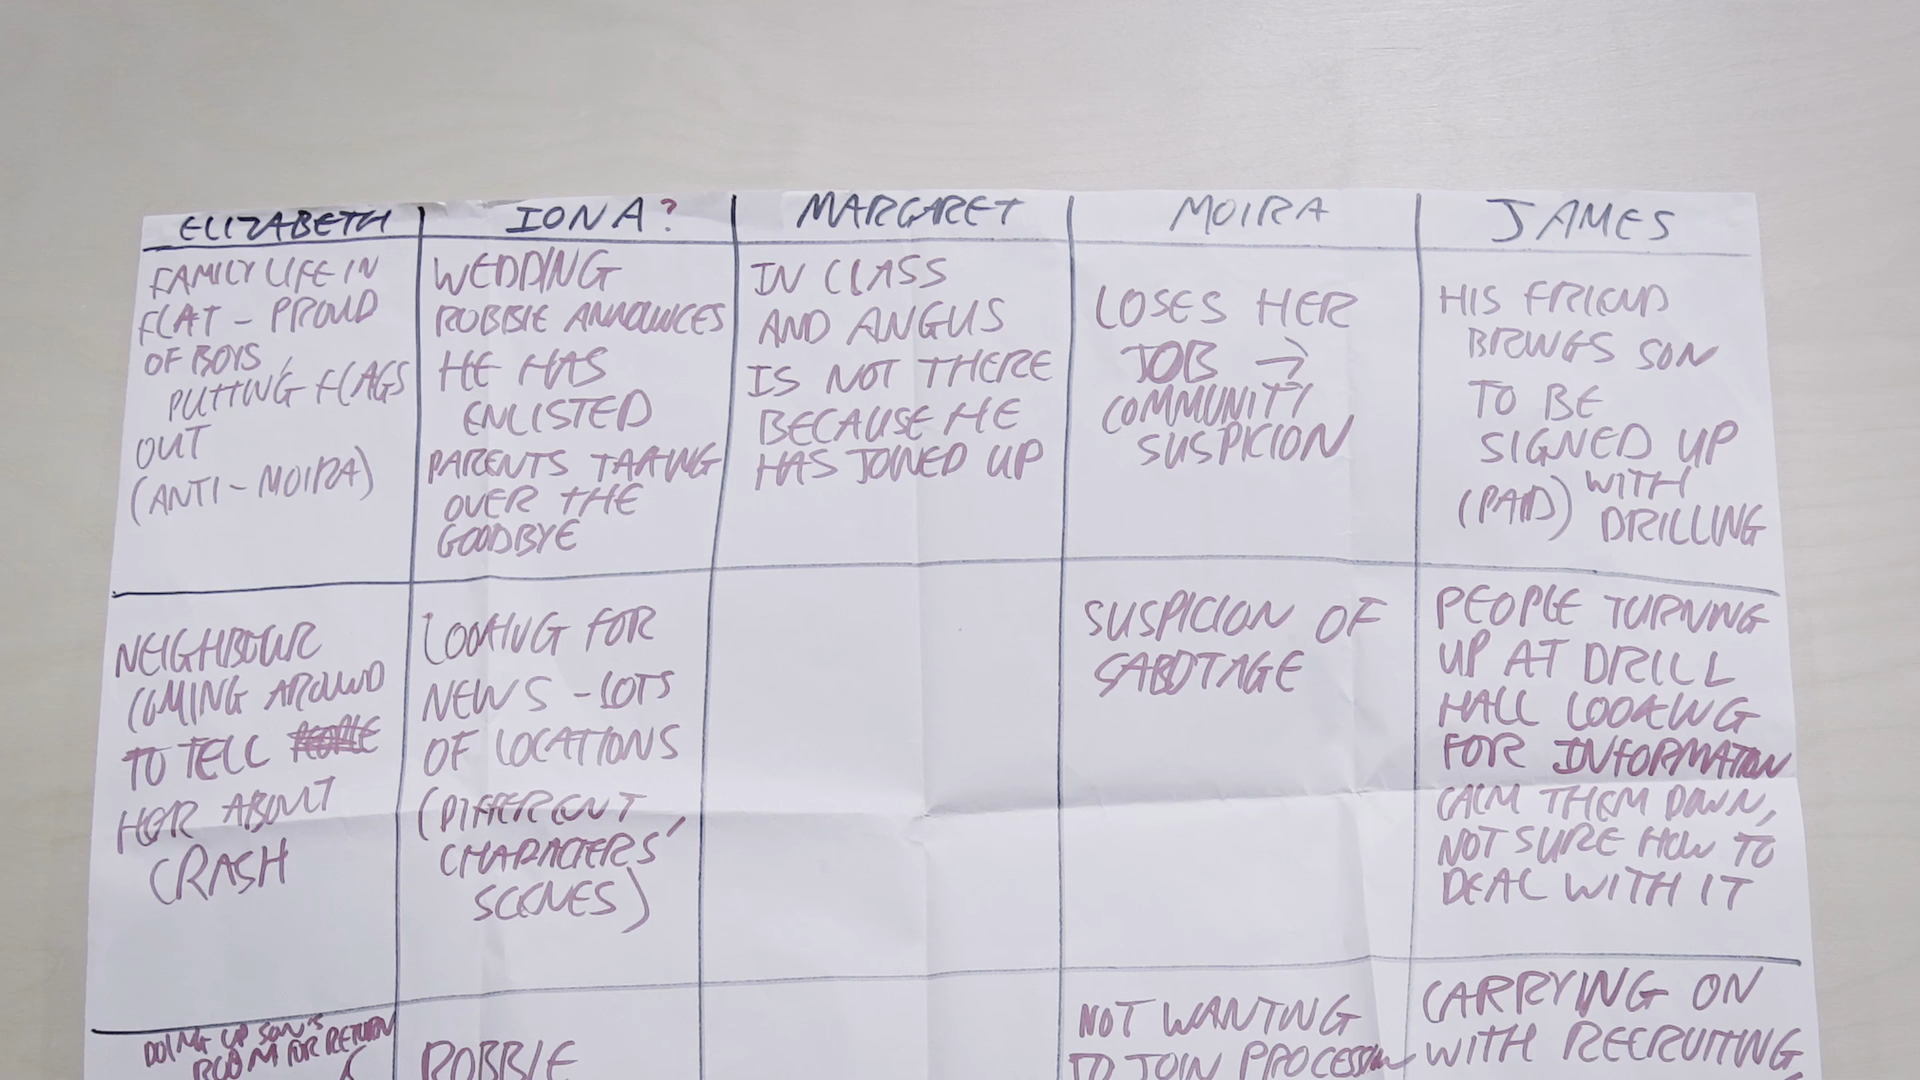 ELIZABETH
IONA?
MARGARET
MOIRA
JAMES
FAMILY LIFE IN
FLAT - PROUD
OF BOYS,
PUTTING FLAGS
OUT
(ANTI-MOIRA)
WEDDING
ROBBIE ANNOUNCES
HE HAS
ENLISTED
PARENTS TAKING
OVER THE
GOODBYE
IN CLASS
AND ANGUS
IS NOT THERE
BECAUSE HE
HAS JOINED UP
LOSES HER
JOB →
COMMUNITY
SUSPICION
HIS FRIEND
BRINGS SON
TO BE
SIGNED UP
(PAID) WITH
DRILLING
NEIGHBOUR
COMING AROUND
TO TELL
HER ABOUT
CRASH
LOOKING FOR
NEWS - LOTS
OF LOCATIONS
(DIFFERENT
CHARACTERS'
SCENES)
SUSPICION OF
SABOTAGE
PEOPLE TURNING
UP AT DRILL
HALL LOOKING
FOR INFORMATION
CALM THEM DOWN,
NOT SURE HOW TO
DEAL WITH IT
DOING UP SON'S
ROOM FOR RETURN
ROBBIE
NOT WANTING
TO JOIN PROCESSION
CARRYING ON
WITH RECRUITING,